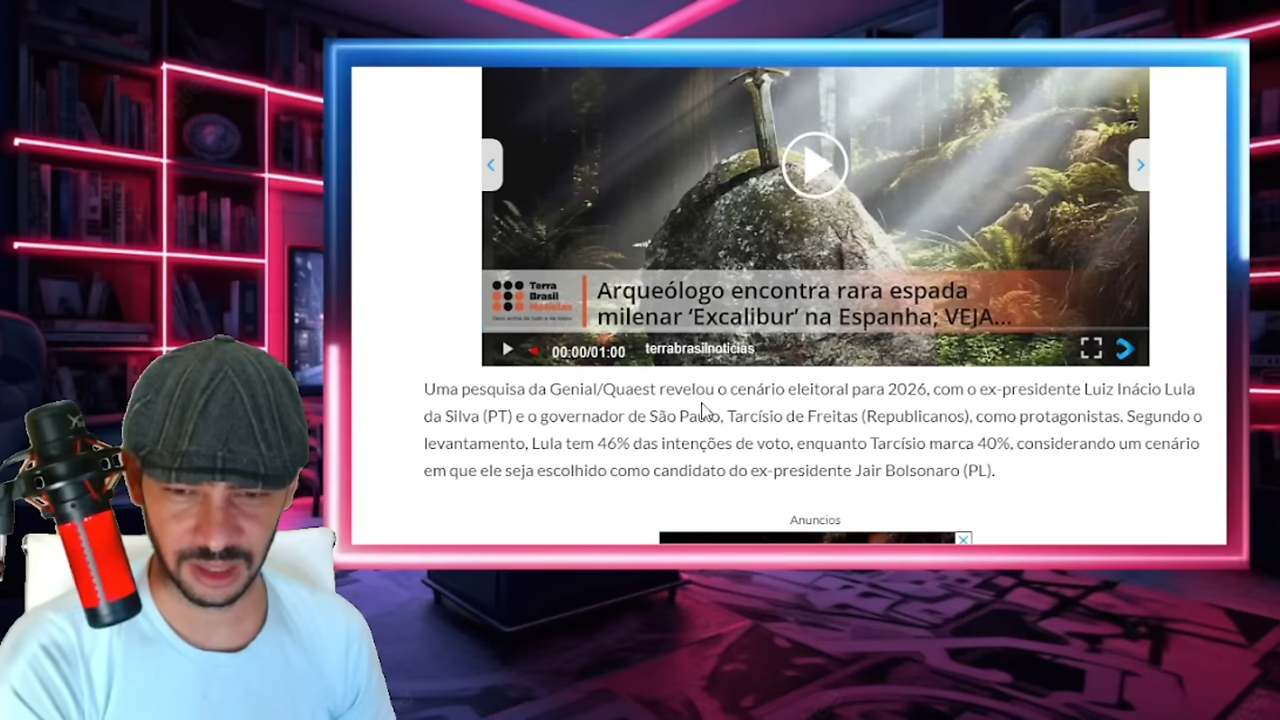 Terra
Brasil
Notícias
Arqueólogo encontra rara espada
milenar ‘Excalibur’ na Espanha; VEJA...
00:00/01:00
terrabrasilnoticias
Uma pesquisa da Genial/Quaest revelou o cenário eleitoral para 2026, com o ex-presidente Luiz Inácio Lula
da Silva (PT) e o governador de São Paulo, Tarcísio de Freitas (Republicanos), como protagonistas. Segundo o
levantamento, Lula tem 46% das intenções de voto, enquanto Tarcísio marca 40%, considerando um cenário
em que ele seja escolhido como candidato do ex-presidente Jair Bolsonaro (PL).
Anuncios